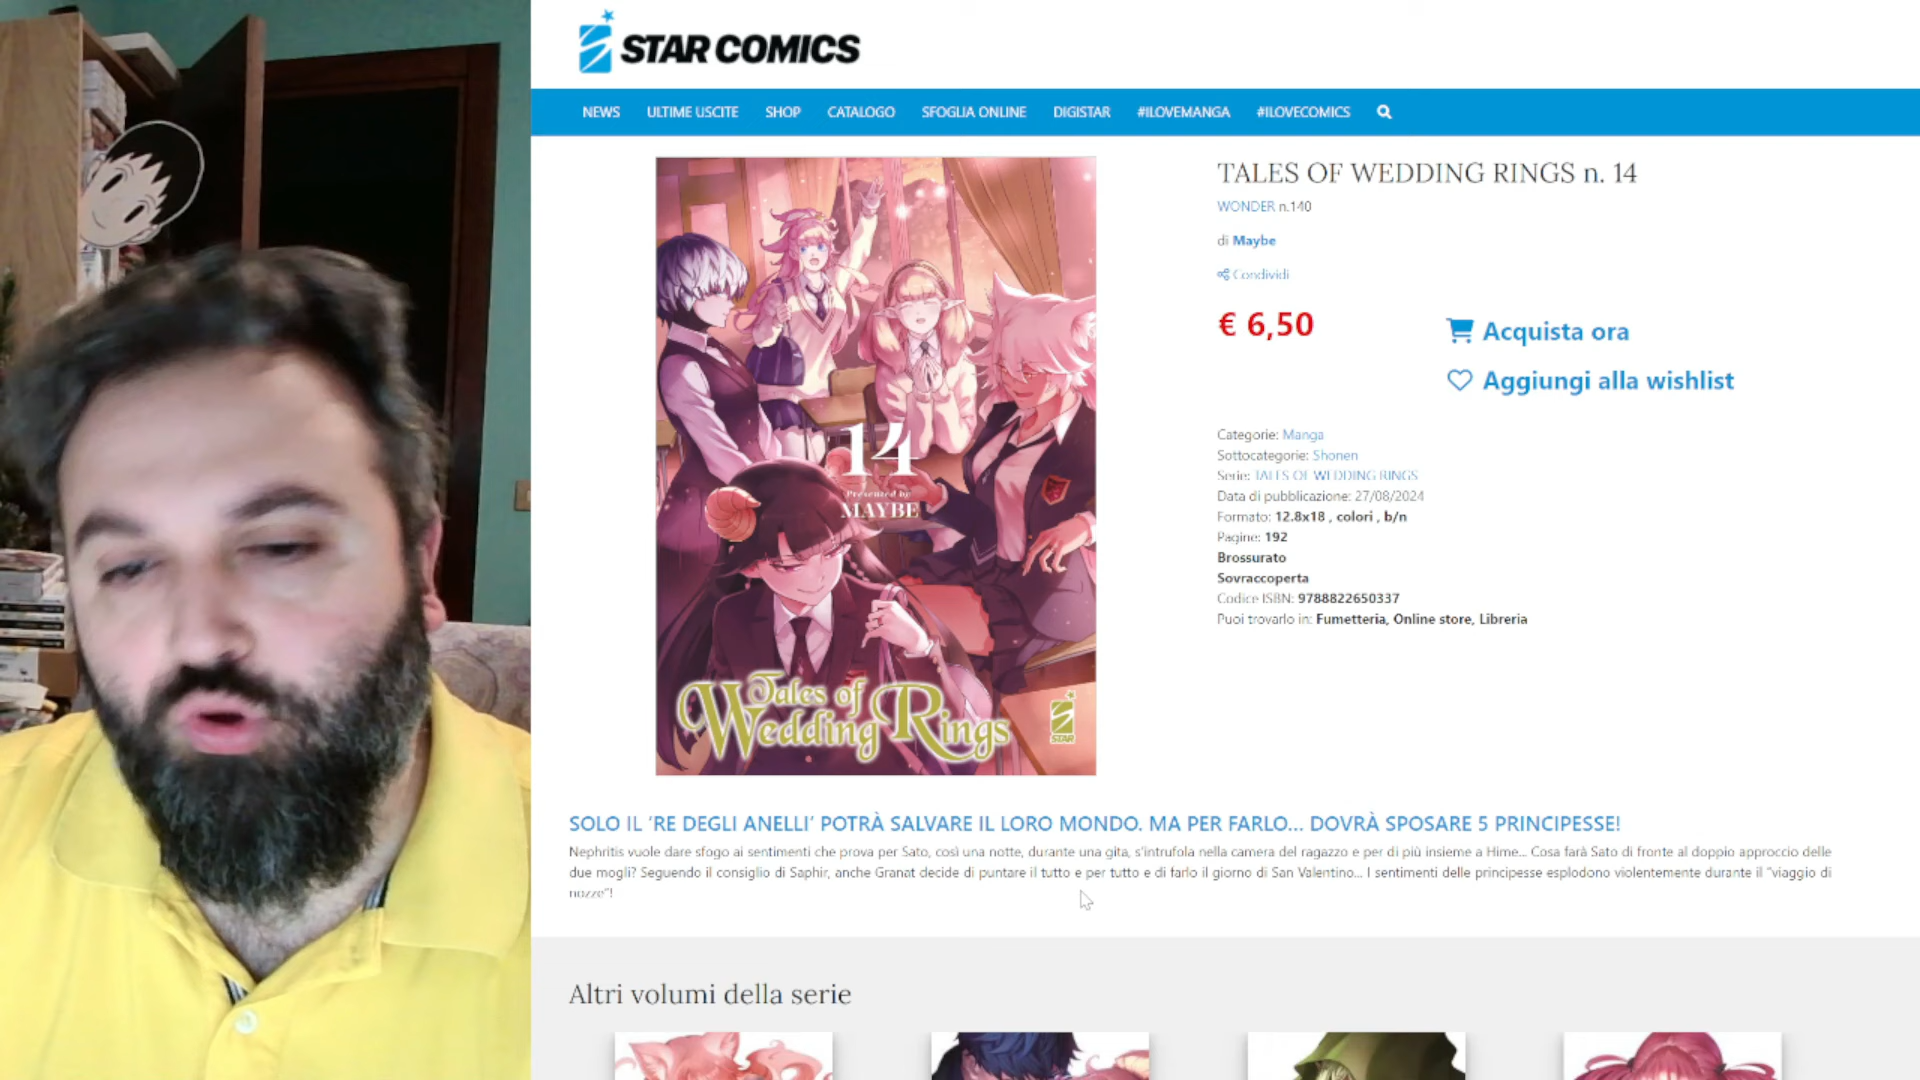 STAR COMICS
NEWS ULTIME USCITE SHOP CATALOGO SFOGLIA ONLINE DIGISTAR #ILOVEMANGA #ILOVECOMICS
TALES OF WEDDING RINGS n. 14
WONDER n.140
di Maybe
Condividi
€ 6,50
Acquista ora
Aggiungi alla wishlist
Categorie: Manga
Sottocategorie: Shonen
Serie: TALES OF WEDDING RINGS
Data di pubblicazione: 27/08/2024
Formato: 12.8x18 , colori , b/n
Pagine: 192
Brossurato
Sovraccoperta
Codice ISBN: 9788822650337
Puoi trovarlo in: Fumetteria, Online store, Libreria
14
Presented by
MAYBE
Tales of
Wedding Rings
STAR
SOLO IL ‘RE DEGLI ANELLI’ POTRÀ SALVARE IL LORO MONDO. MA PER FARLO... DOVRÀ SPOSARE 5 PRINCIPESSE!
Nephritis vuole dare sfogo ai sentimenti che prova per Sato, così una notte, durante una gita, s'intrufola nella camera del ragazzo e per di più insieme a Hime... Cosa farà Sato di fronte al doppio approccio delle
due mogli? Seguendo il consiglio di Saphir, anche Granat decide di puntare il tutto e per tutto e di farlo il giorno di San Valentino... I sentimenti delle principesse esplodono violentemente durante il “viaggio di
nozze”!
Altri volumi della serie